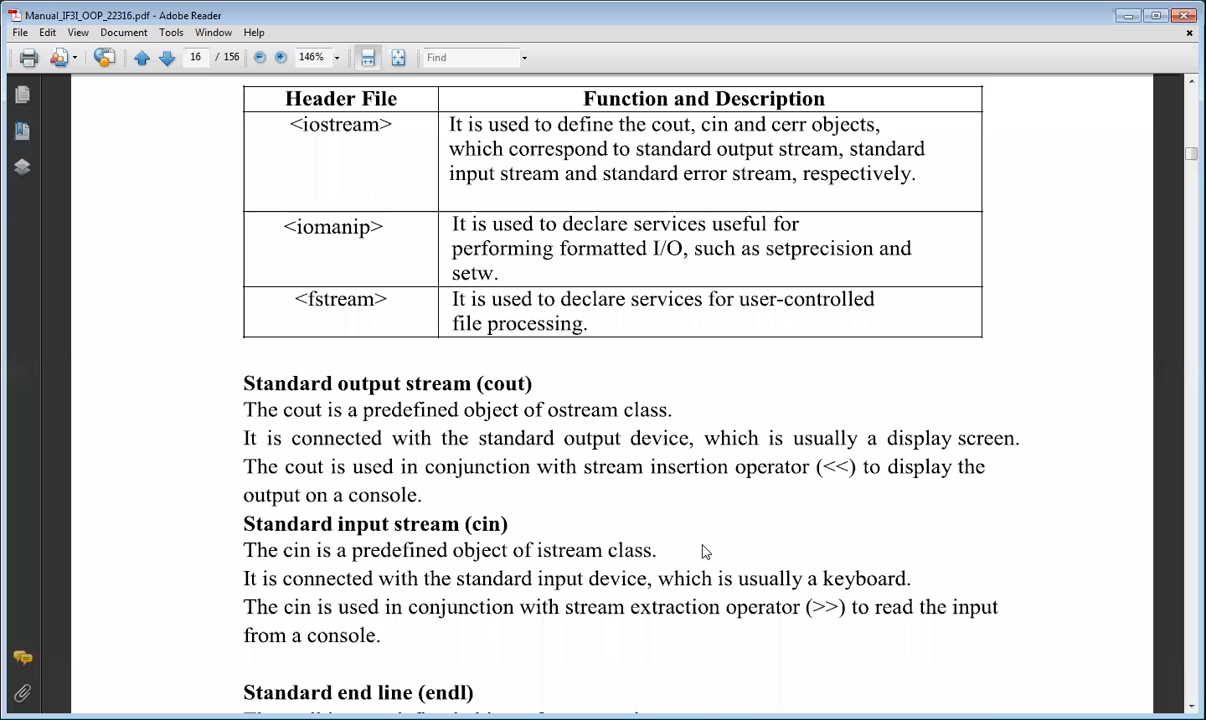 Manual_IF3I_OOP_22316.pdf - Adobe Reader
File Edit View Document Tools Window Help
16 / 156 146% Find
Header File Function and Description
<iostream> It is used to define the cout, cin and cerr objects,
which correspond to standard output stream, standard
input stream and standard error stream, respectively.
<iomanip> It is used to declare services useful for
performing formatted I/O, such as setprecision and
setw.
<fstream> It is used to declare services for user-controlled
file processing.
Standard output stream (cout)
The cout is a predefined object of ostream class.
It is connected with the standard output device, which is usually a display screen.
The cout is used in conjunction with stream insertion operator (<<) to display the
output on a console.
Standard input stream (cin)
The cin is a predefined object of istream class.
It is connected with the standard input device, which is usually a keyboard.
The cin is used in conjunction with stream extraction operator (>>) to read the input
from a console.
Standard end line (endl)